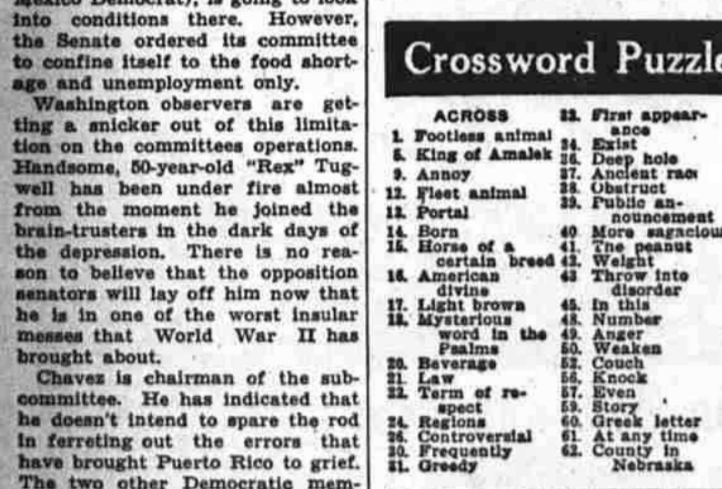 Mexico Democrat), is going to look
into conditions there. However,
the Senate ordered its committee
to confine itself to the food short-
age and unemployment only.
Washington observers are get-
ting a snicker out of this limita-
tion on the committees operations.
Handsome, 50-year-old "Rex" Tug-
well has been under fire almost
from the moment he joined the
brain-trusters in the dark days of
the depression. There is no rea-
son to believe that the opposition
senators will lay off him now that
he is in one of the worst insular
messes that World War II has
brought about.
Chavez is chairman of the sub-
committee. He has indicated that
he doesn't intend to spare the rod
in ferreting out the errors that
have brought Puerto Rico to grief.
The two other Democratic mem-
Crossword Puzzle
ACROSS
1. Footless animal
5. King of Amalek
9. Annoy
12. Fleet animal
13. Portal
14. Born
15. Horse of a
certain breed
16. American
divine
17. Light brown
18. Mysterious
word in the
Psalms
20. Beverage
21. Law
22. Term of re-
spect
24. Regions
26. Controversial
30. Frequently
31. Greedy
33. First appear-
ance
34. Exist
36. Deep hole
37. Ancient race
38. Obstruct
39. Public an-
nouncement
40. More sagacious
41. The peanut
42. Weight
43. Throw into
disorder
45. In this
48. Number
49. Anger
50. Weaken
52. Couch
56. Knock
57. Even
59. Story
60. Greek letter
61. At any time
62. County in
Nebraska